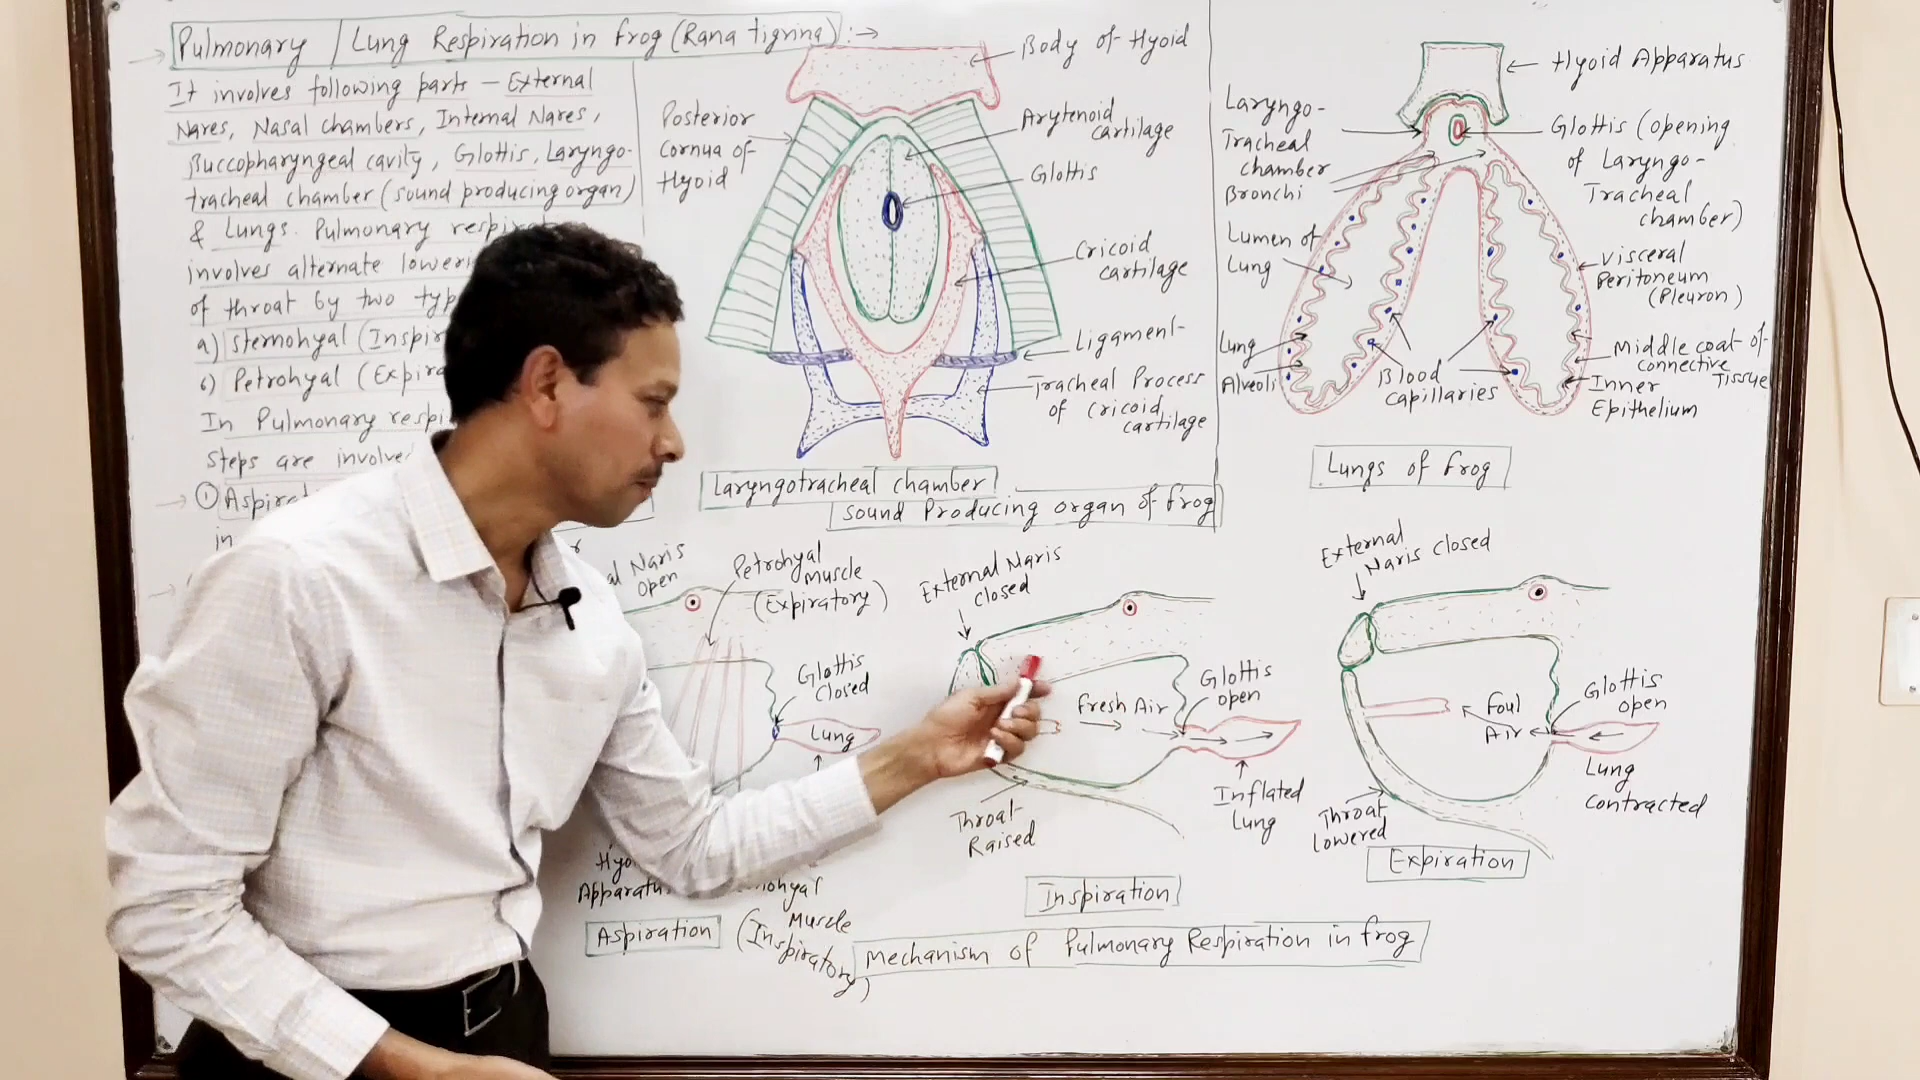 Pulmonary / Lung Respiration in frog (Rana tigrina) :→
It involves following parts – External
Nares, Nasal chambers, Internal Nares,
Buccopharyngeal cavity, Glottis, Laryngo-
tracheal chamber (sound producing organ)
& Lungs. Pulmonary
involves alternate
of throat by two
a) Sternohyal
b) Petrohyal
In Pulmonary
Steps are
①
in
Body of Hyoid
Arytenoid
cartilage
Glottis
Posterior
Cornua of
Hyoid
Cricoid
cartilage
Ligament
Tracheal Process
of Cricoid
cartilage
Laryngotracheal chamber
Sound Producing organ of frog
Hyoid Apparatus
Laryngo-
Tracheal
chamber
Bronchi
Glottis (opening
of Laryngo-
Tracheal
chamber)
Lumen of
Lung
visceral
Peritoneum
(Pleuron)
Lung
Alveoli
Blood
capillaries
Middle coat of
connective Tissue
Inner
Epithelium
Lungs of frog
Naris
open
Petrohyal
muscle
(Expiratory)
Glottis
Closed
Lung
Muscle
(Inspiratory)
Aspiration
External Naris
closed
Fresh Air
Glottis
open
Throat
Raised
Inflated
Lung
Inspiration
External
Naris closed
Foul
Air
Glottis
open
Throat
Lowered
Lung
contracted
Expiration
Mechanism of Pulmonary Respiration in frog